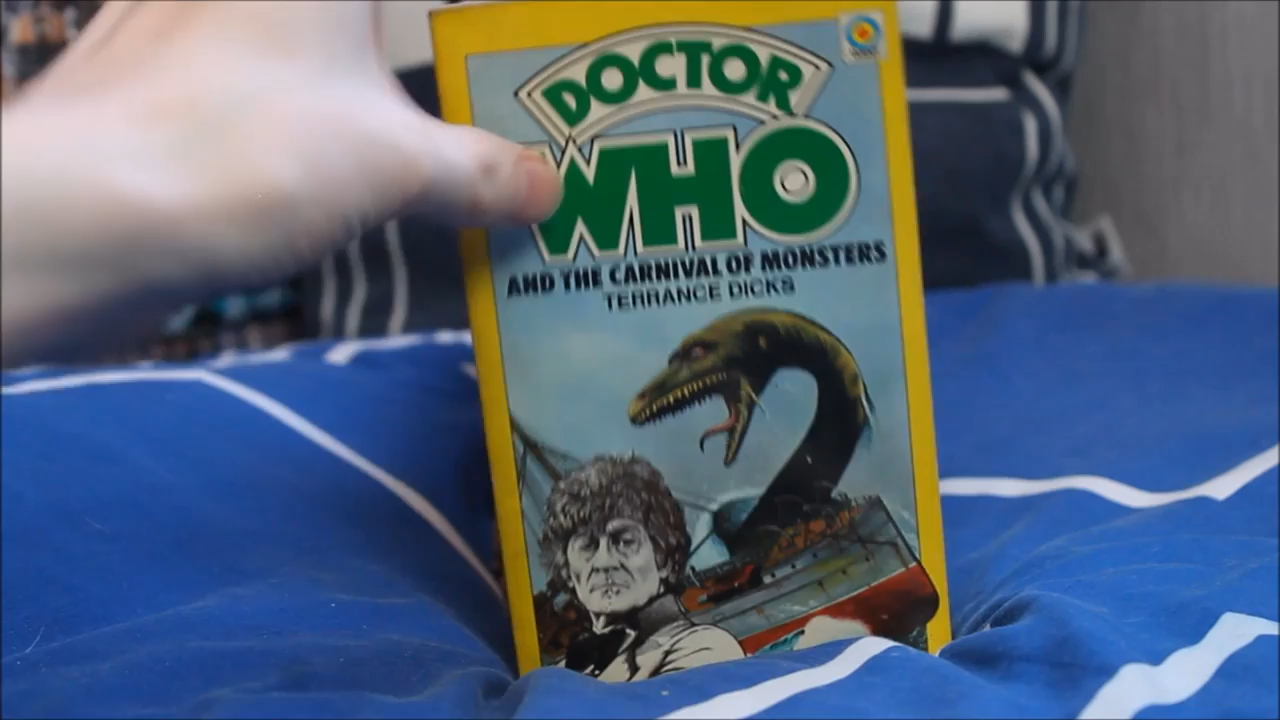 DOCTOR
WHO
AND THE CARNIVAL OF MONSTERS
TERRANCE DICKS